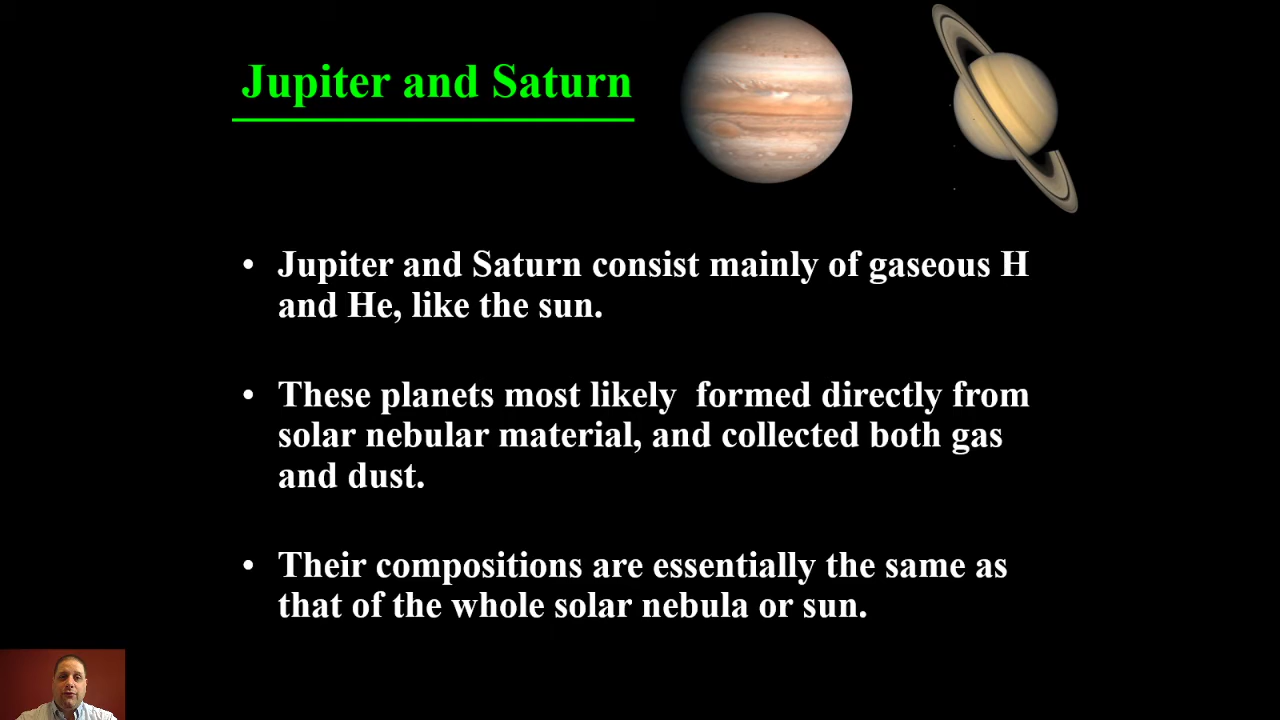 Jupiter and Saturn
• Jupiter and Saturn consist mainly of gaseous H
and He, like the sun.
• These planets most likely  formed directly from
solar nebular material, and collected both gas
and dust.
• Their compositions are essentially the same as
that of the whole solar nebula or sun.